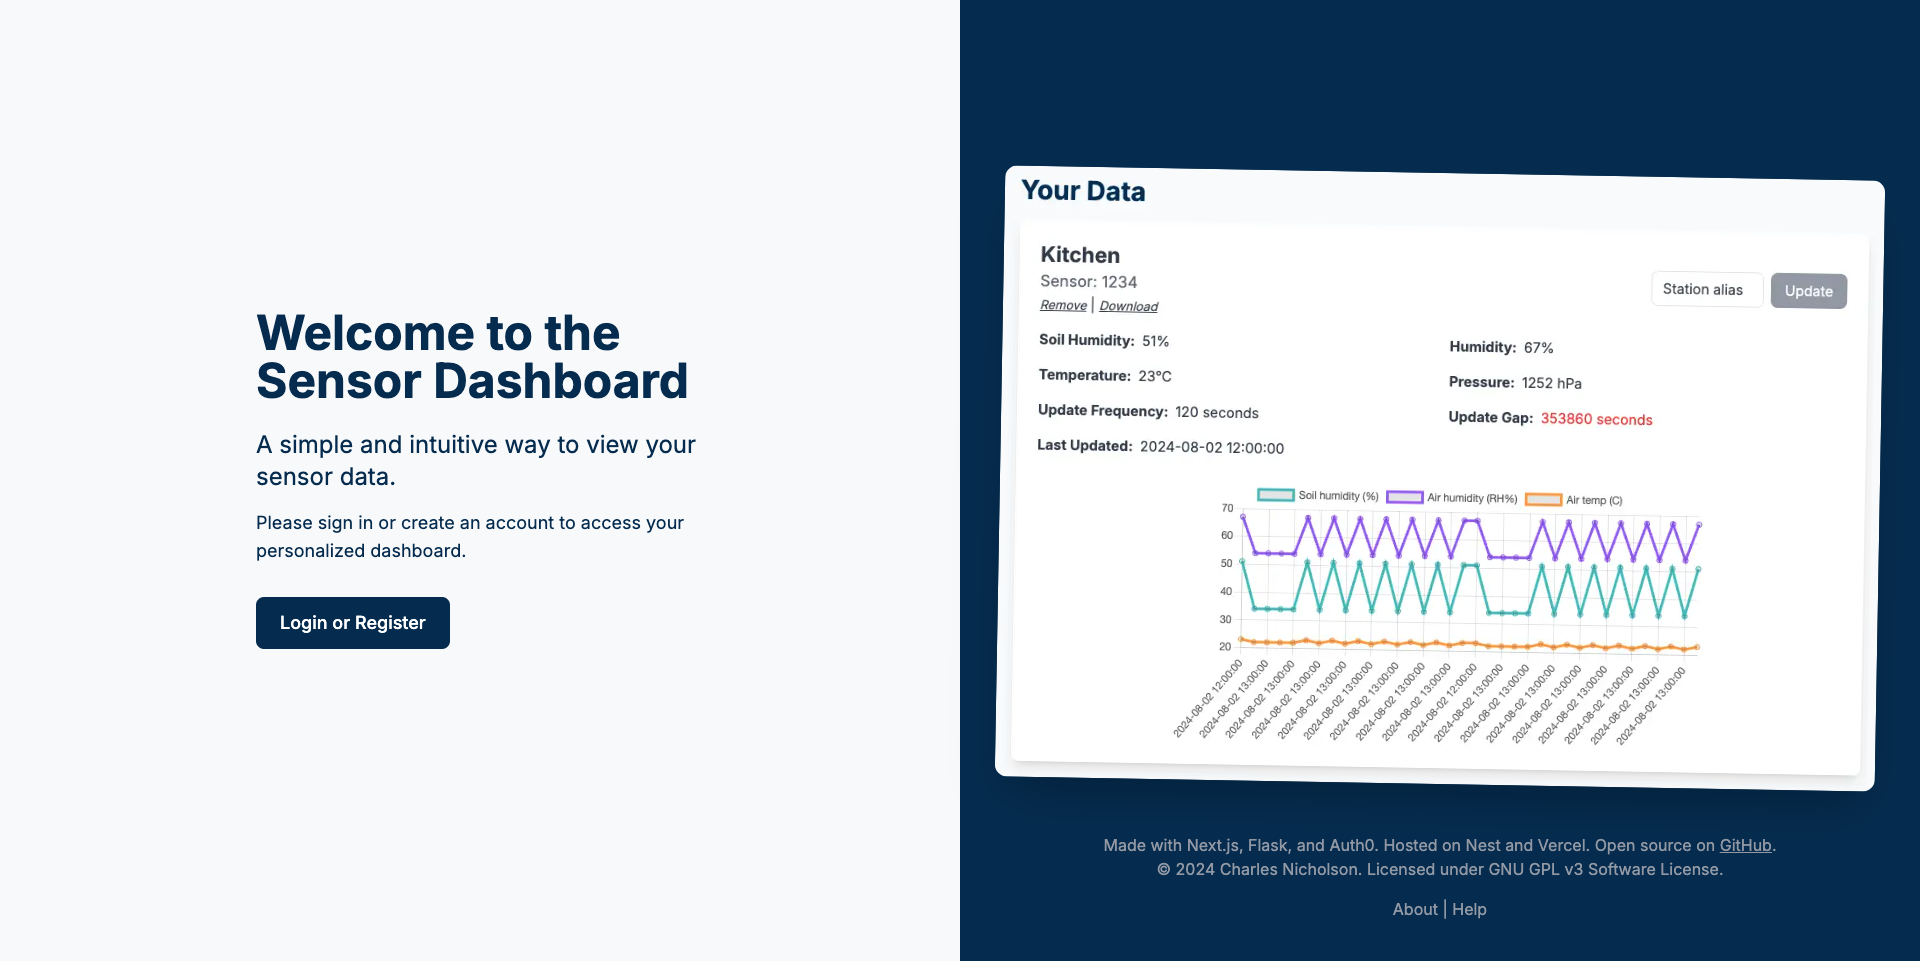 Welcome to the
Sensor Dashboard
A simple and intuitive way to view your
sensor data.
Please sign in or create an account to access your
personalized dashboard.
Login or Register
Your Data
Kitchen
Sensor: 1234
Remove | Download
Station alias
Update
Soil Humidity: 51%
Humidity: 67%
Temperature: 23°C
Pressure: 1252 hPa
Update Frequency: 120 seconds
Update Gap: 353860 seconds
Last Updated: 2024-08-02 12:00:00
Soil humidity (%) Air humidity (RH%) Air temp (C)
70
60
50
40
30
20
2024-08-02 12:00:00
2024-08-02 13:00:00
2024-08-02 13:00:00
2024-08-02 13:00:00
2024-08-02 13:00:00
2024-08-02 13:00:00
2024-08-02 13:00:00
2024-08-02 13:00:00
2024-08-02 13:00:00
2024-08-02 12:00:00
2024-08-02 13:00:00
2024-08-02 13:00:00
2024-08-02 13:00:00
2024-08-02 13:00:00
2024-08-02 13:00:00
2024-08-02 13:00:00
2024-08-02 13:00:00
2024-08-02 13:00:00
Made with Next.js, Flask, and Auth0. Hosted on Nest and Vercel. Open source on GitHub.
© 2024 Charles Nicholson. Licensed under GNU GPL v3 Software License.
About | Help